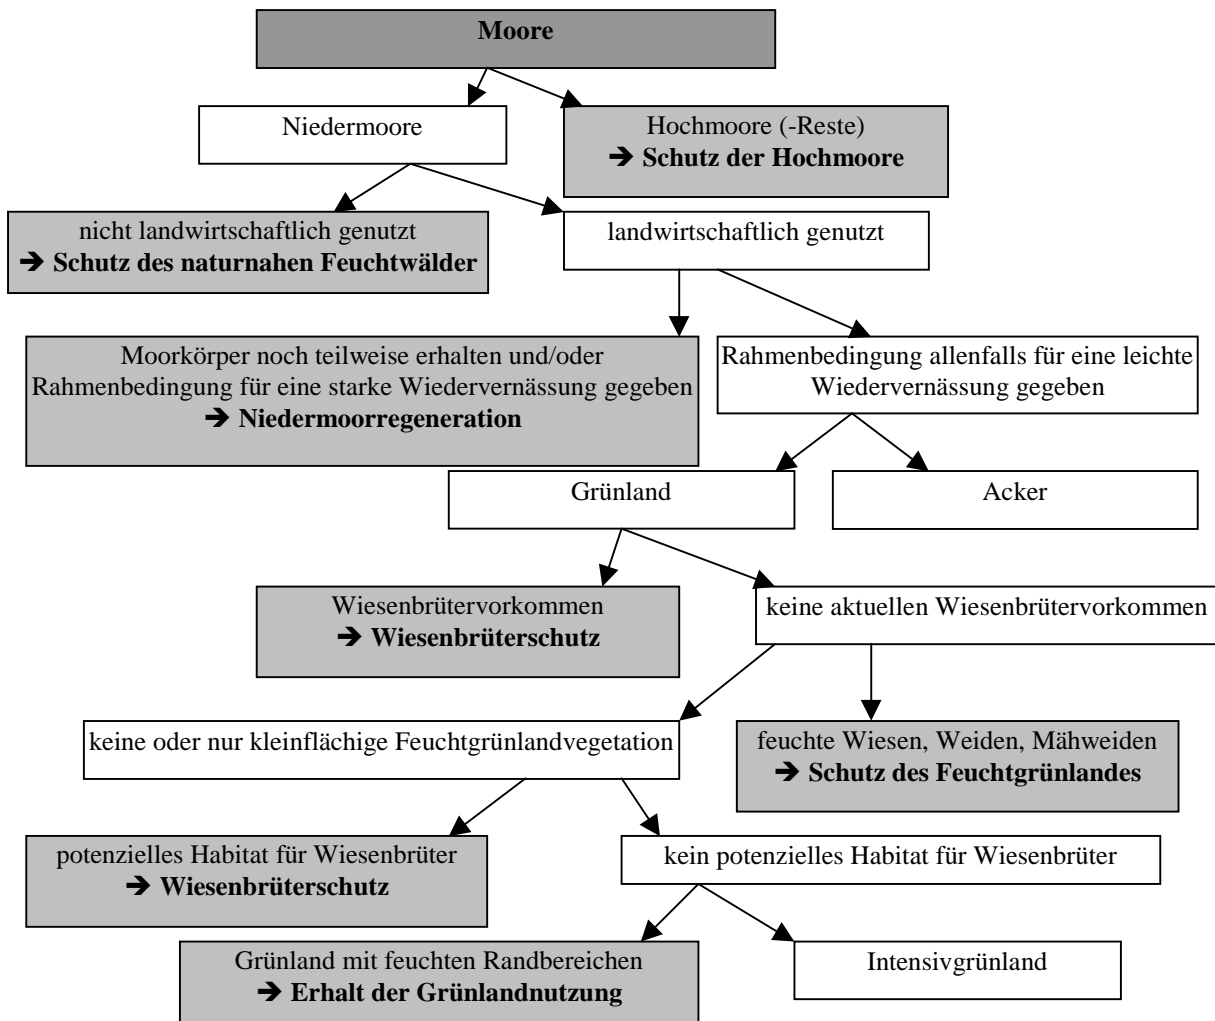 Moore
Niedermoore
Hochmoore (-Reste)
➔ Schutz der Hochmoore
nicht landwirtschaftlich genutzt
➔ Schutz des naturnahen Feuchtwälder
landwirtschaftlich genutzt
Moorkörper noch teilweise erhalten und/oder
Rahmenbedingung für eine starke Wiedervernässung gegeben
➔ Niedermoorregeneration
Rahmenbedingung allenfalls für eine leichte
Wiedervernässung gegeben
Grünland
Acker
Wiesenbrütervorkommen
➔ Wiesenbrüterschutz
keine aktuellen Wiesenbrütervorkommen
keine oder nur kleinflächige Feuchtgrünlandvegetation
feuchte Wiesen, Weiden, Mähweiden
➔ Schutz des Feuchtgrünlandes
potenzielles Habitat für Wiesenbrüter
➔ Wiesenbrüterschutz
kein potenzielles Habitat für Wiesenbrüter
Grünland mit feuchten Randbereichen
➔ Erhalt der Grünlandnutzung
Intensivgrünland